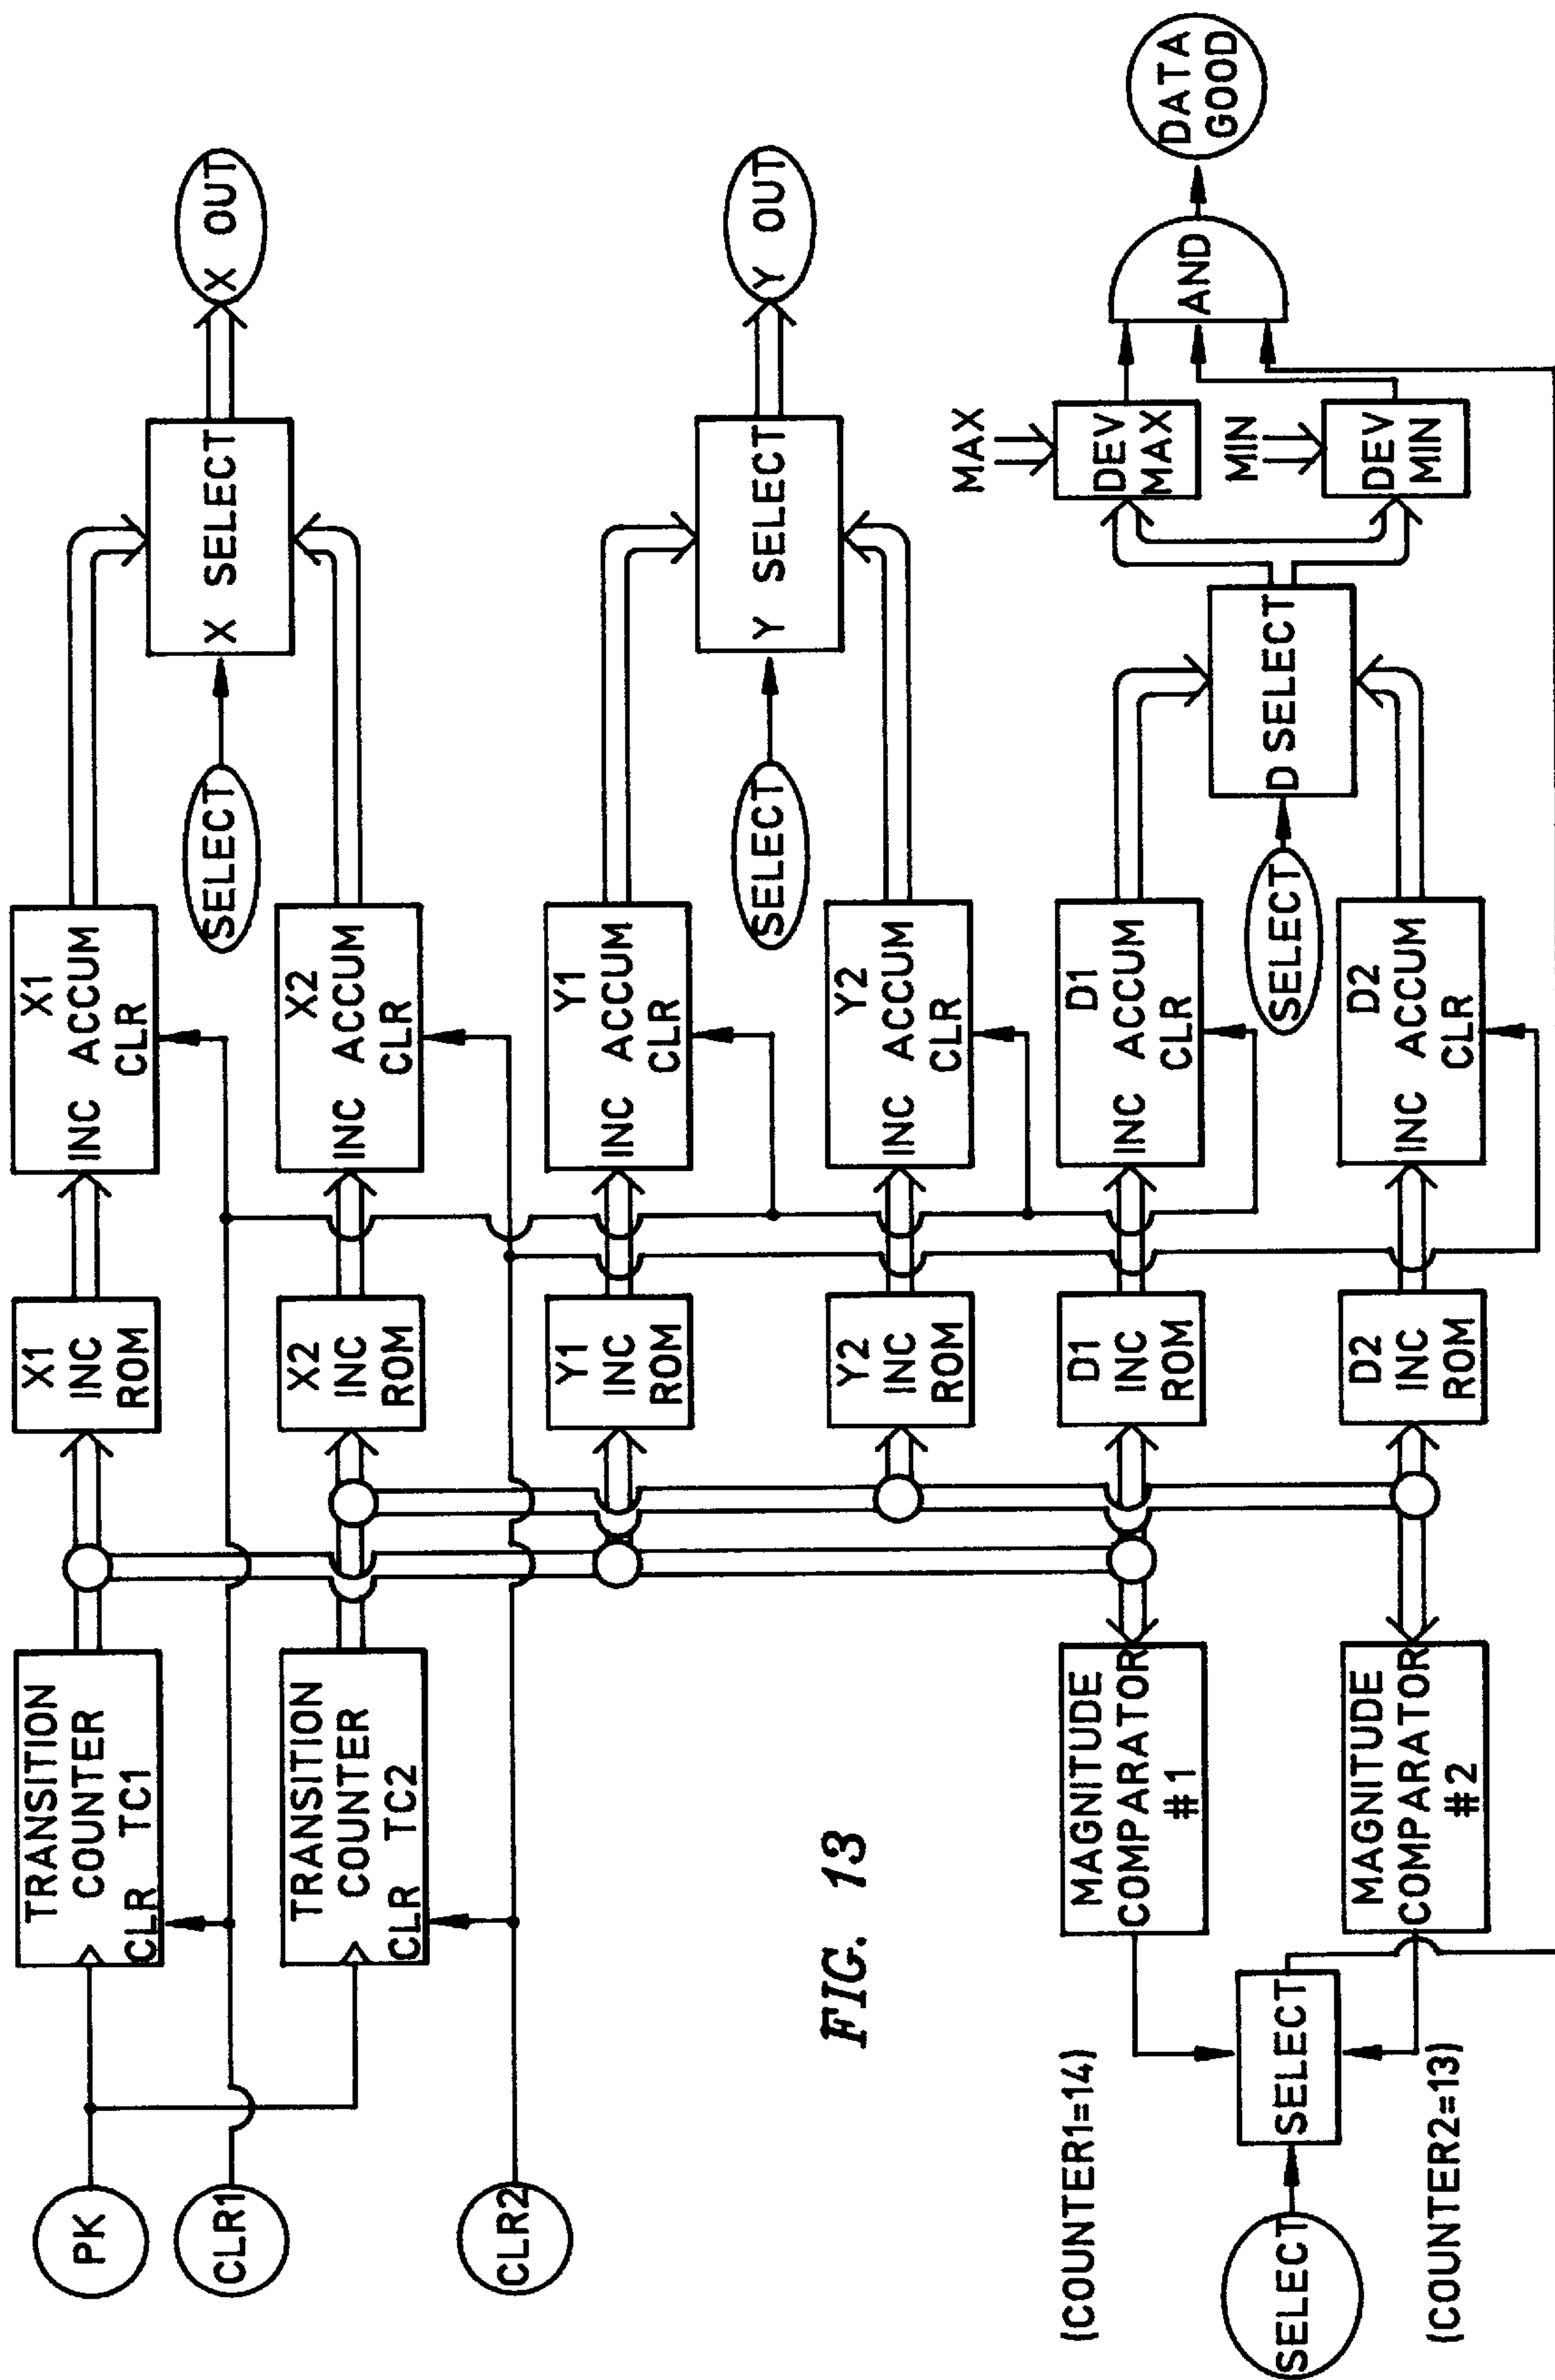 PK
CLR1
CLR2
TRANSITION
COUNTER
TC1
CLR
TRANSITION
COUNTER
TC2
CLR
X1
INC
ROM
X2
INC
ROM
Y1
INC
ROM
Y2
INC
ROM
D1
INC
ROM
D2
INC
ROM
X1
INC ACCUM
CLR
X2
INC ACCUM
CLR
Y1
INC ACCUM
CLR
Y2
INC ACCUM
CLR
D1
INC ACCUM
CLR
D2
INC ACCUM
CLR
SELECT
X SELECT
X OUT
SELECT
Y SELECT
Y OUT
SELECT
D SELECT
MAX
DEV
MAX
MIN
DEV
MIN
AND
DATA
GOOD
FIG. 13
MAGNITUDE
COMPARATOR
#1
MAGNITUDE
COMPARATOR
#2
(COUNTER1=14)
SELECT
SELECT
(COUNTER2=13)